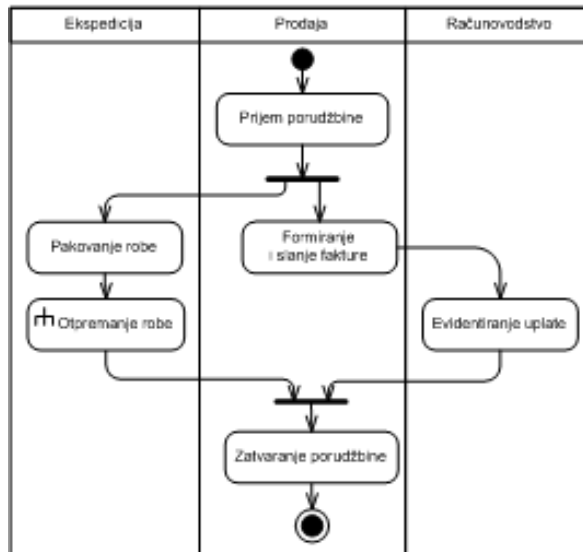 Ekspedicija
Prodaja
Računovodstvo
Prijem porudžbine
Pakovanje robe
Formiranje
i slanje fakture
Otpremanje robe
Evidentiranje uplate
Zatvaranje porudžbine